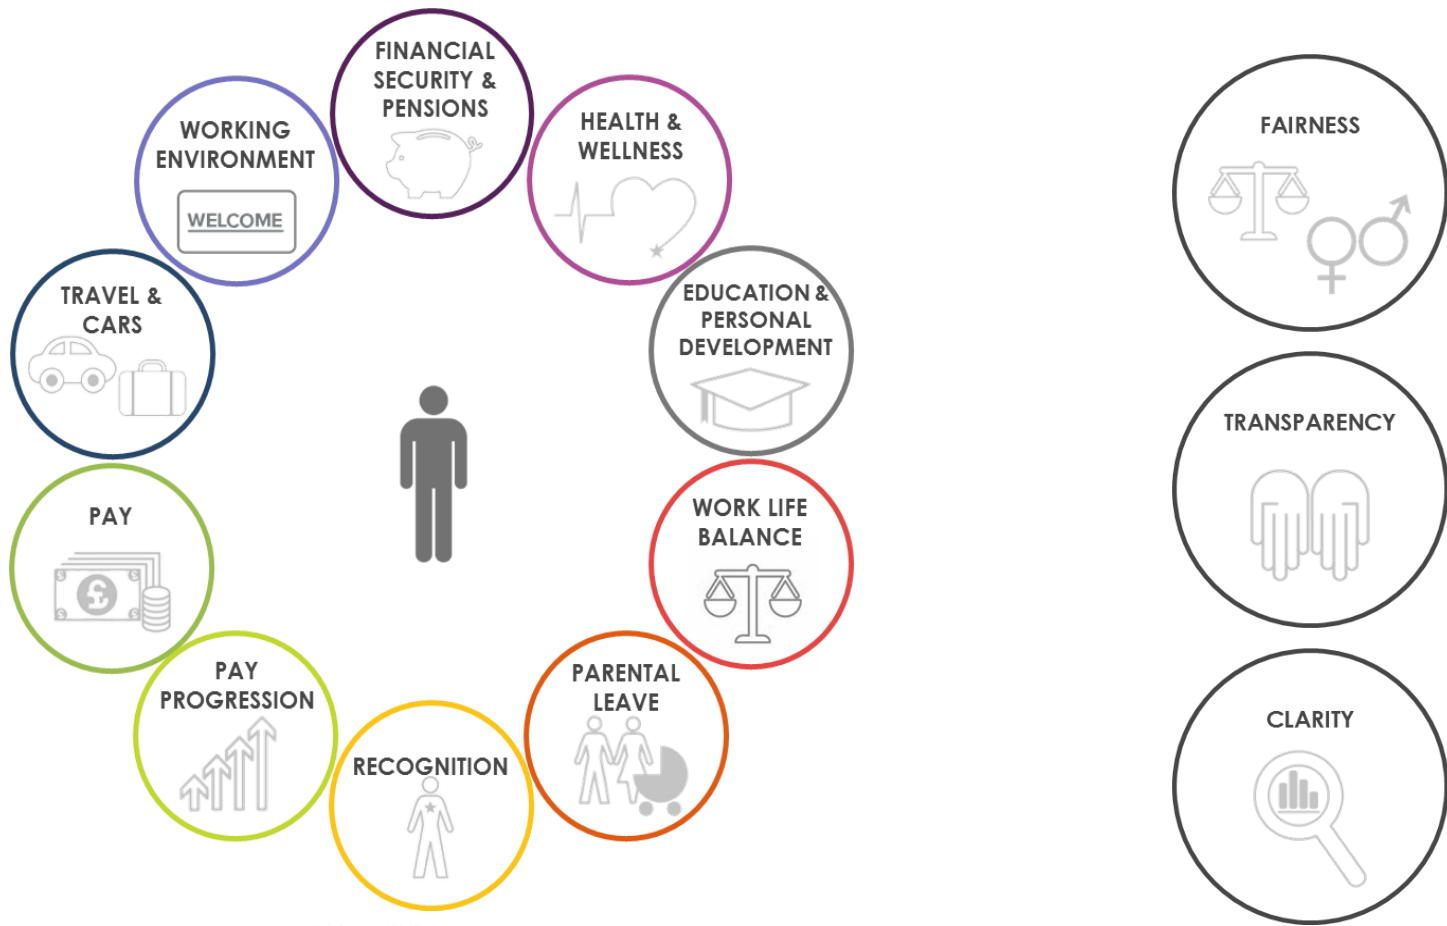 FINANCIAL
SECURITY &
PENSIONS
HEALTH &
WELLNESS
EDUCATION &
PERSONAL
DEVELOPMENT
WORK LIFE
BALANCE
PARENTAL
LEAVE
RECOGNITION
PAY
PROGRESSION
PAY
£
$
$
$
$
TRAVEL &
CARS
WORKING
ENVIRONMENT
WELCOME
FAIRNESS
TRANSPARENCY
CLARITY